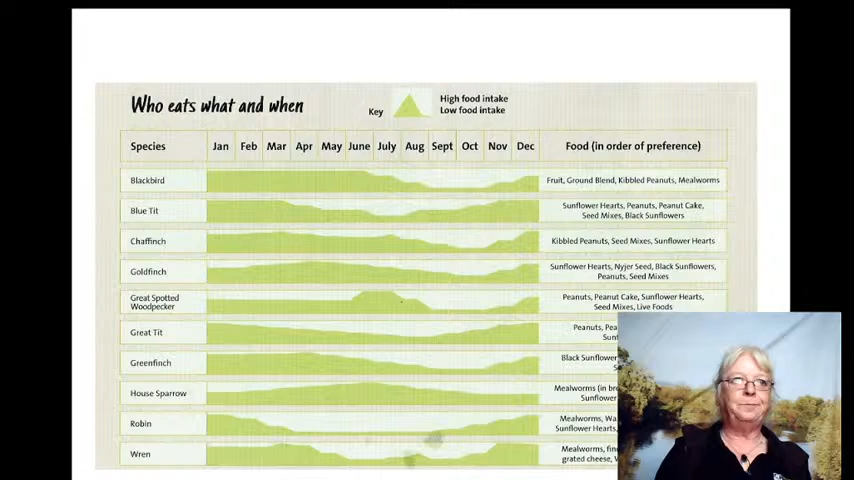 Who eats what and when
Key
High food intake
Low food intake
Species Jan Feb Mar Apr May June July Aug Sept Oct Nov Dec Food (in order of preference)
Blackbird Fruit, Ground Blend, Kibbled Peanuts, Mealworms
Blue Tit Sunflower Hearts, Peanuts, Peanut Cake,
Seed Mixes, Black Sunflowers
Chaffinch Kibbled Peanuts, Seed Mixes, Sunflower Hearts
Goldfinch Sunflower Hearts, Nyjer Seed, Black Sunflowers,
Peanuts, Seed Mixes
Great Spotted
Woodpecker
Peanuts, Peanut Cake, Sunflower Hearts,
Seed Mixes, Live Foods
Great Tit Peanuts,
Greenfinch Black Sunflower
House Sparrow Mealworms (in
Sunflower
Robin Mealworms,
Sunflower Hearts,
Wren Mealworms,
grated cheese,